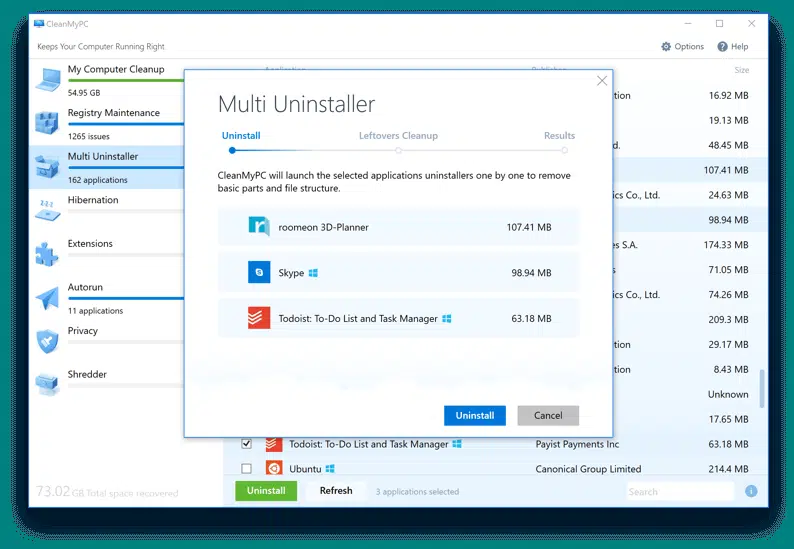 CleanMyPC
Keeps Your Computer Running Right
Options
Help
My Computer Cleanup
54.95 GB
Registry Maintenance
1265 issues
Multi Uninstaller
162 applications
Hibernation
Extensions
Autorun
11 applications
Privacy
Shredder
73.02 GB Total space recovered
Size
tion 16.92 MB
19.13 MB
d. 48.45 MB
107.41 MB
ics Co., Ltd. 24.63 MB
98.94 MB
es S.A. 174.33 MB
s 71.05 MB
ics Co., Ltd. 74.26 MB
209.3 MB
tion 29.17 MB
tion 8.43 MB
Unknown
17.65 MB
Todoist: To-Do List and Task Manager Payist Payments Inc 63.18 MB
Ubuntu Canonical Group Limited 214.4 MB
Uninstall Refresh 3 applications selected Search
Multi Uninstaller
Uninstall Leftovers Cleanup Results
CleanMyPC will launch the selected applications uninstallers one by one to remove
basic parts and file structure.
roomeon 3D-Planner 107.41 MB
Skype 98.94 MB
Todoist: To-Do List and Task Manager 63.18 MB
Uninstall Cancel